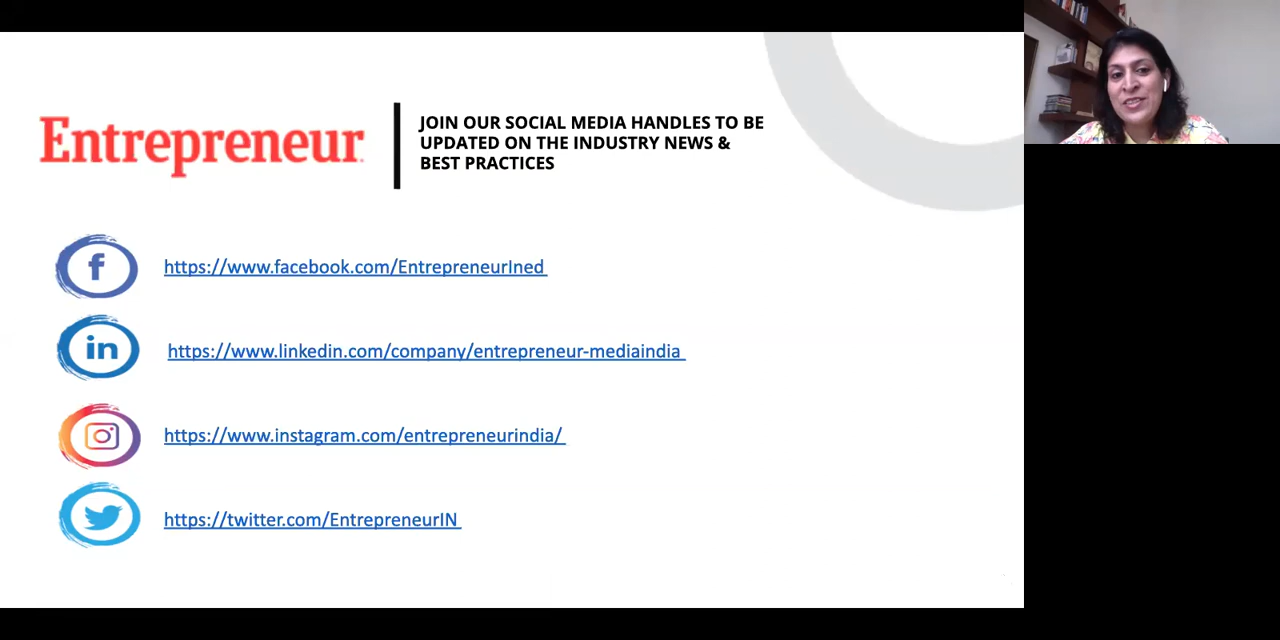 Entrepreneur
JOIN OUR SOCIAL MEDIA HANDLES TO BE
UPDATED ON THE INDUSTRY NEWS &
BEST PRACTICES
f
https://www.facebook.com/EntrepreneurIned
in
https://www.linkedin.com/company/entrepreneur-mediaindia
https://www.instagram.com/entrepreneurindia/
https://twitter.com/EntrepreneurIN